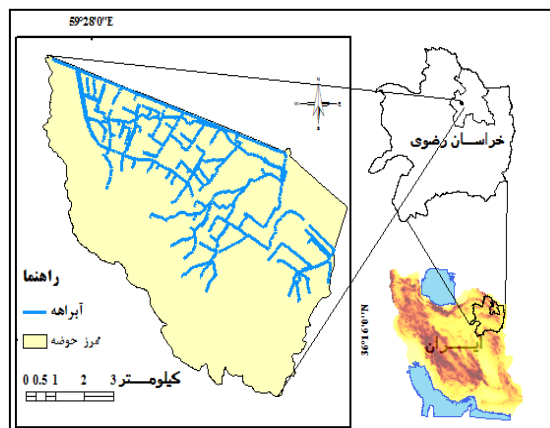 59°28'0"E
N
W
E
S
خراسان رضوی
راهنما
آبراهه
مرز حوضه
0 0.5 1 2 3
کیلومتر
36°16'0"N
ایران